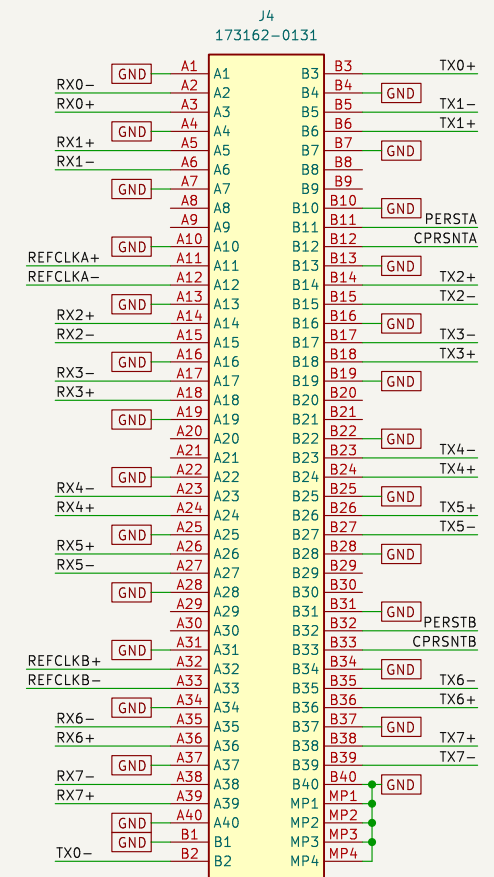 J4
173162-0131
GND A1 A1 B3 B3 TX0+
RX0- A2 A2 B4 B4 GND
RX0+ A3 A3 B5 B5 TX1-
GND A4 A4 B6 B6 TX1+
RX1+ A5 A5 B7 B7 GND
RX1- A6 A6 B8 B8
GND A7 A7 B9 B9
A8 A8 B10 B10 GND
A9 A9 B11 B11 PERSTA
GND A10 A10 B12 B12 CPRSNTA
REFCLKA+ A11 A11 B13 B13 GND
REFCLKA- A12 A12 B14 B14 TX2+
GND A13 A13 B15 B15 TX2-
RX2+ A14 A14 B16 B16 GND
RX2- A15 A15 B17 B17 TX3-
GND A16 A16 B18 B18 TX3+
RX3- A17 A17 B19 B19 GND
RX3+ A18 A18 B20 B20
GND A19 A19 B21 B21
A20 A20 B22 B22 GND
A21 A21 B23 B23 TX4-
GND A22 A22 B24 B24 TX4+
RX4- A23 A23 B25 B25 GND
RX4+ A24 A24 B26 B26 TX5+
GND A25 A25 B27 B27 TX5-
RX5+ A26 A26 B28 B28 GND
RX5- A27 A27 B29 B29
GND A28 A28 B30 B30
A29 A29 B31 B31 GND
A30 A30 B32 B32 PERSTB
GND A31 A31 B33 B33 CPRSNTB
REFCLKB+ A32 A32 B34 B34 GND
REFCLKB- A33 A33 B35 B35 TX6-
GND A34 A34 B36 B36 TX6+
RX6- A35 A35 B37 B37 GND
RX6+ A36 A36 B38 B38 TX7+
GND A37 A37 B39 B39 TX7-
RX7- A38 A38 B40 B40 GND
RX7+ A39 A39 MP1 MP1
GND A40 A40 MP2 MP2
GND B1 B1 MP3 MP3
TX0- B2 B2 MP4 MP4